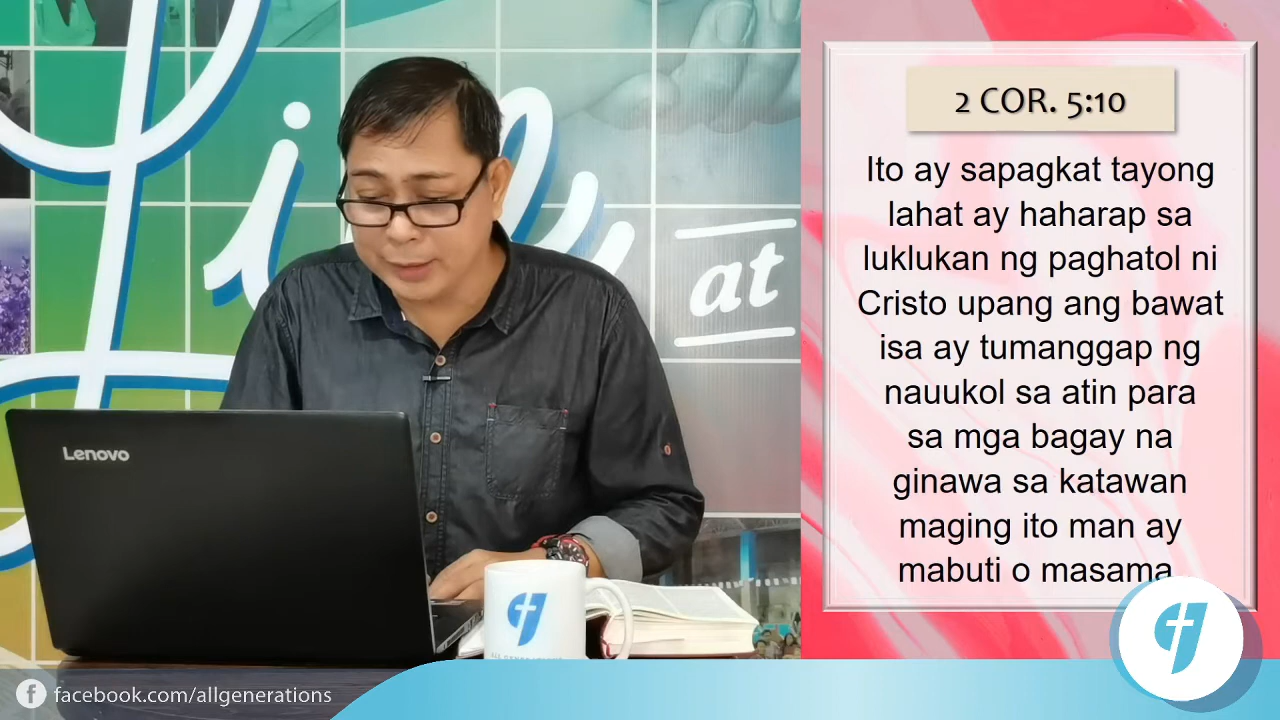 at
Lenovo
2 COR. 5:10
Ito ay sapagkat tayong
lahat ay haharap sa
luklukan ng paghatol ni
Cristo upang ang bawat
isa ay tumanggap ng
nauukol sa atin para
sa mga bagay na
ginawa sa katawan
maging ito man ay
mabuti o masama
facebook.com/allgenerations